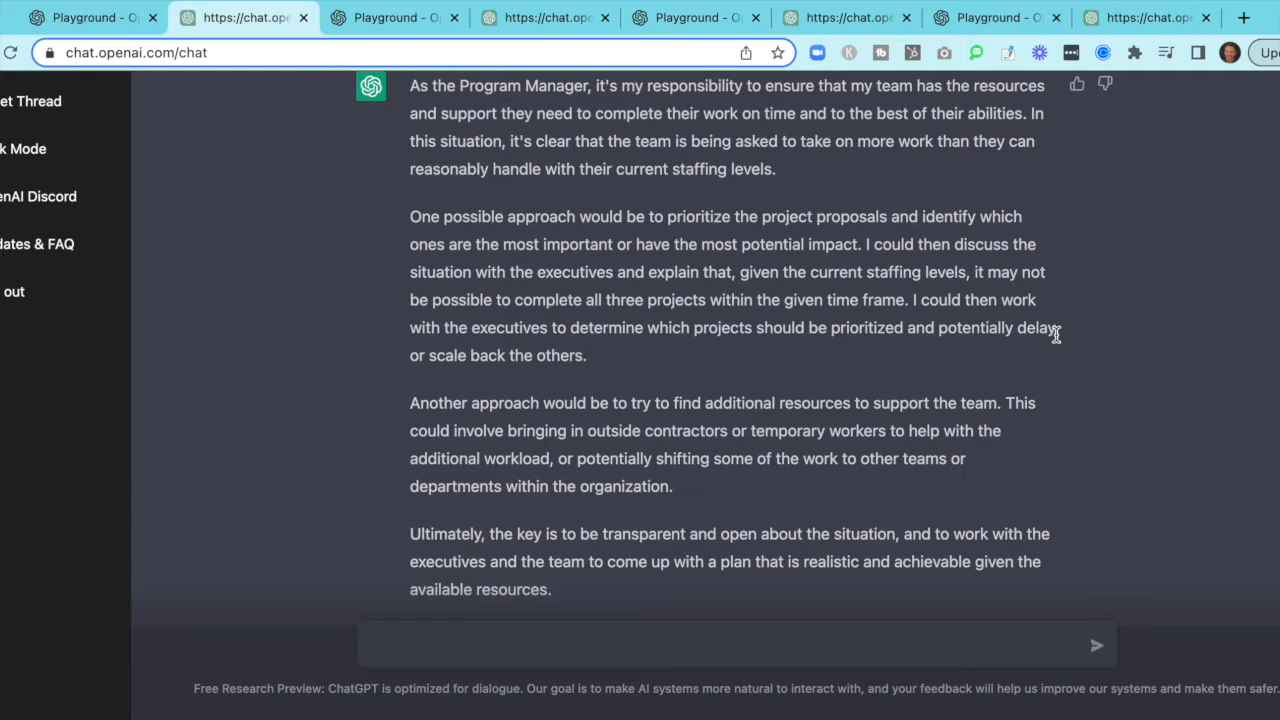 Playground - O
https://chat.ope
Playground - O
https://chat.ope
Playground - O
https://chat.ope
Playground - O
https://chat.ope
chat.openai.com/chat
K
tb
Up
et Thread
k Mode
enAI Discord
dates & FAQ
out
As the Program Manager, it's my responsibility to ensure that my team has the resources
and support they need to complete their work on time and to the best of their abilities. In
this situation, it's clear that the team is being asked to take on more work than they can
reasonably handle with their current staffing levels.
One possible approach would be to prioritize the project proposals and identify which
ones are the most important or have the most potential impact. I could then discuss the
situation with the executives and explain that, given the current staffing levels, it may not
be possible to complete all three projects within the given time frame. I could then work
with the executives to determine which projects should be prioritized and potentially delay
or scale back the others.
Another approach would be to try to find additional resources to support the team. This
could involve bringing in outside contractors or temporary workers to help with the
additional workload, or potentially shifting some of the work to other teams or
departments within the organization.
Ultimately, the key is to be transparent and open about the situation, and to work with the
executives and the team to come up with a plan that is realistic and achievable given the
available resources.
Free Research Preview: ChatGPT is optimized for dialogue. Our goal is to make AI systems more natural to interact with, and your feedback will help us improve our systems and make them safer.